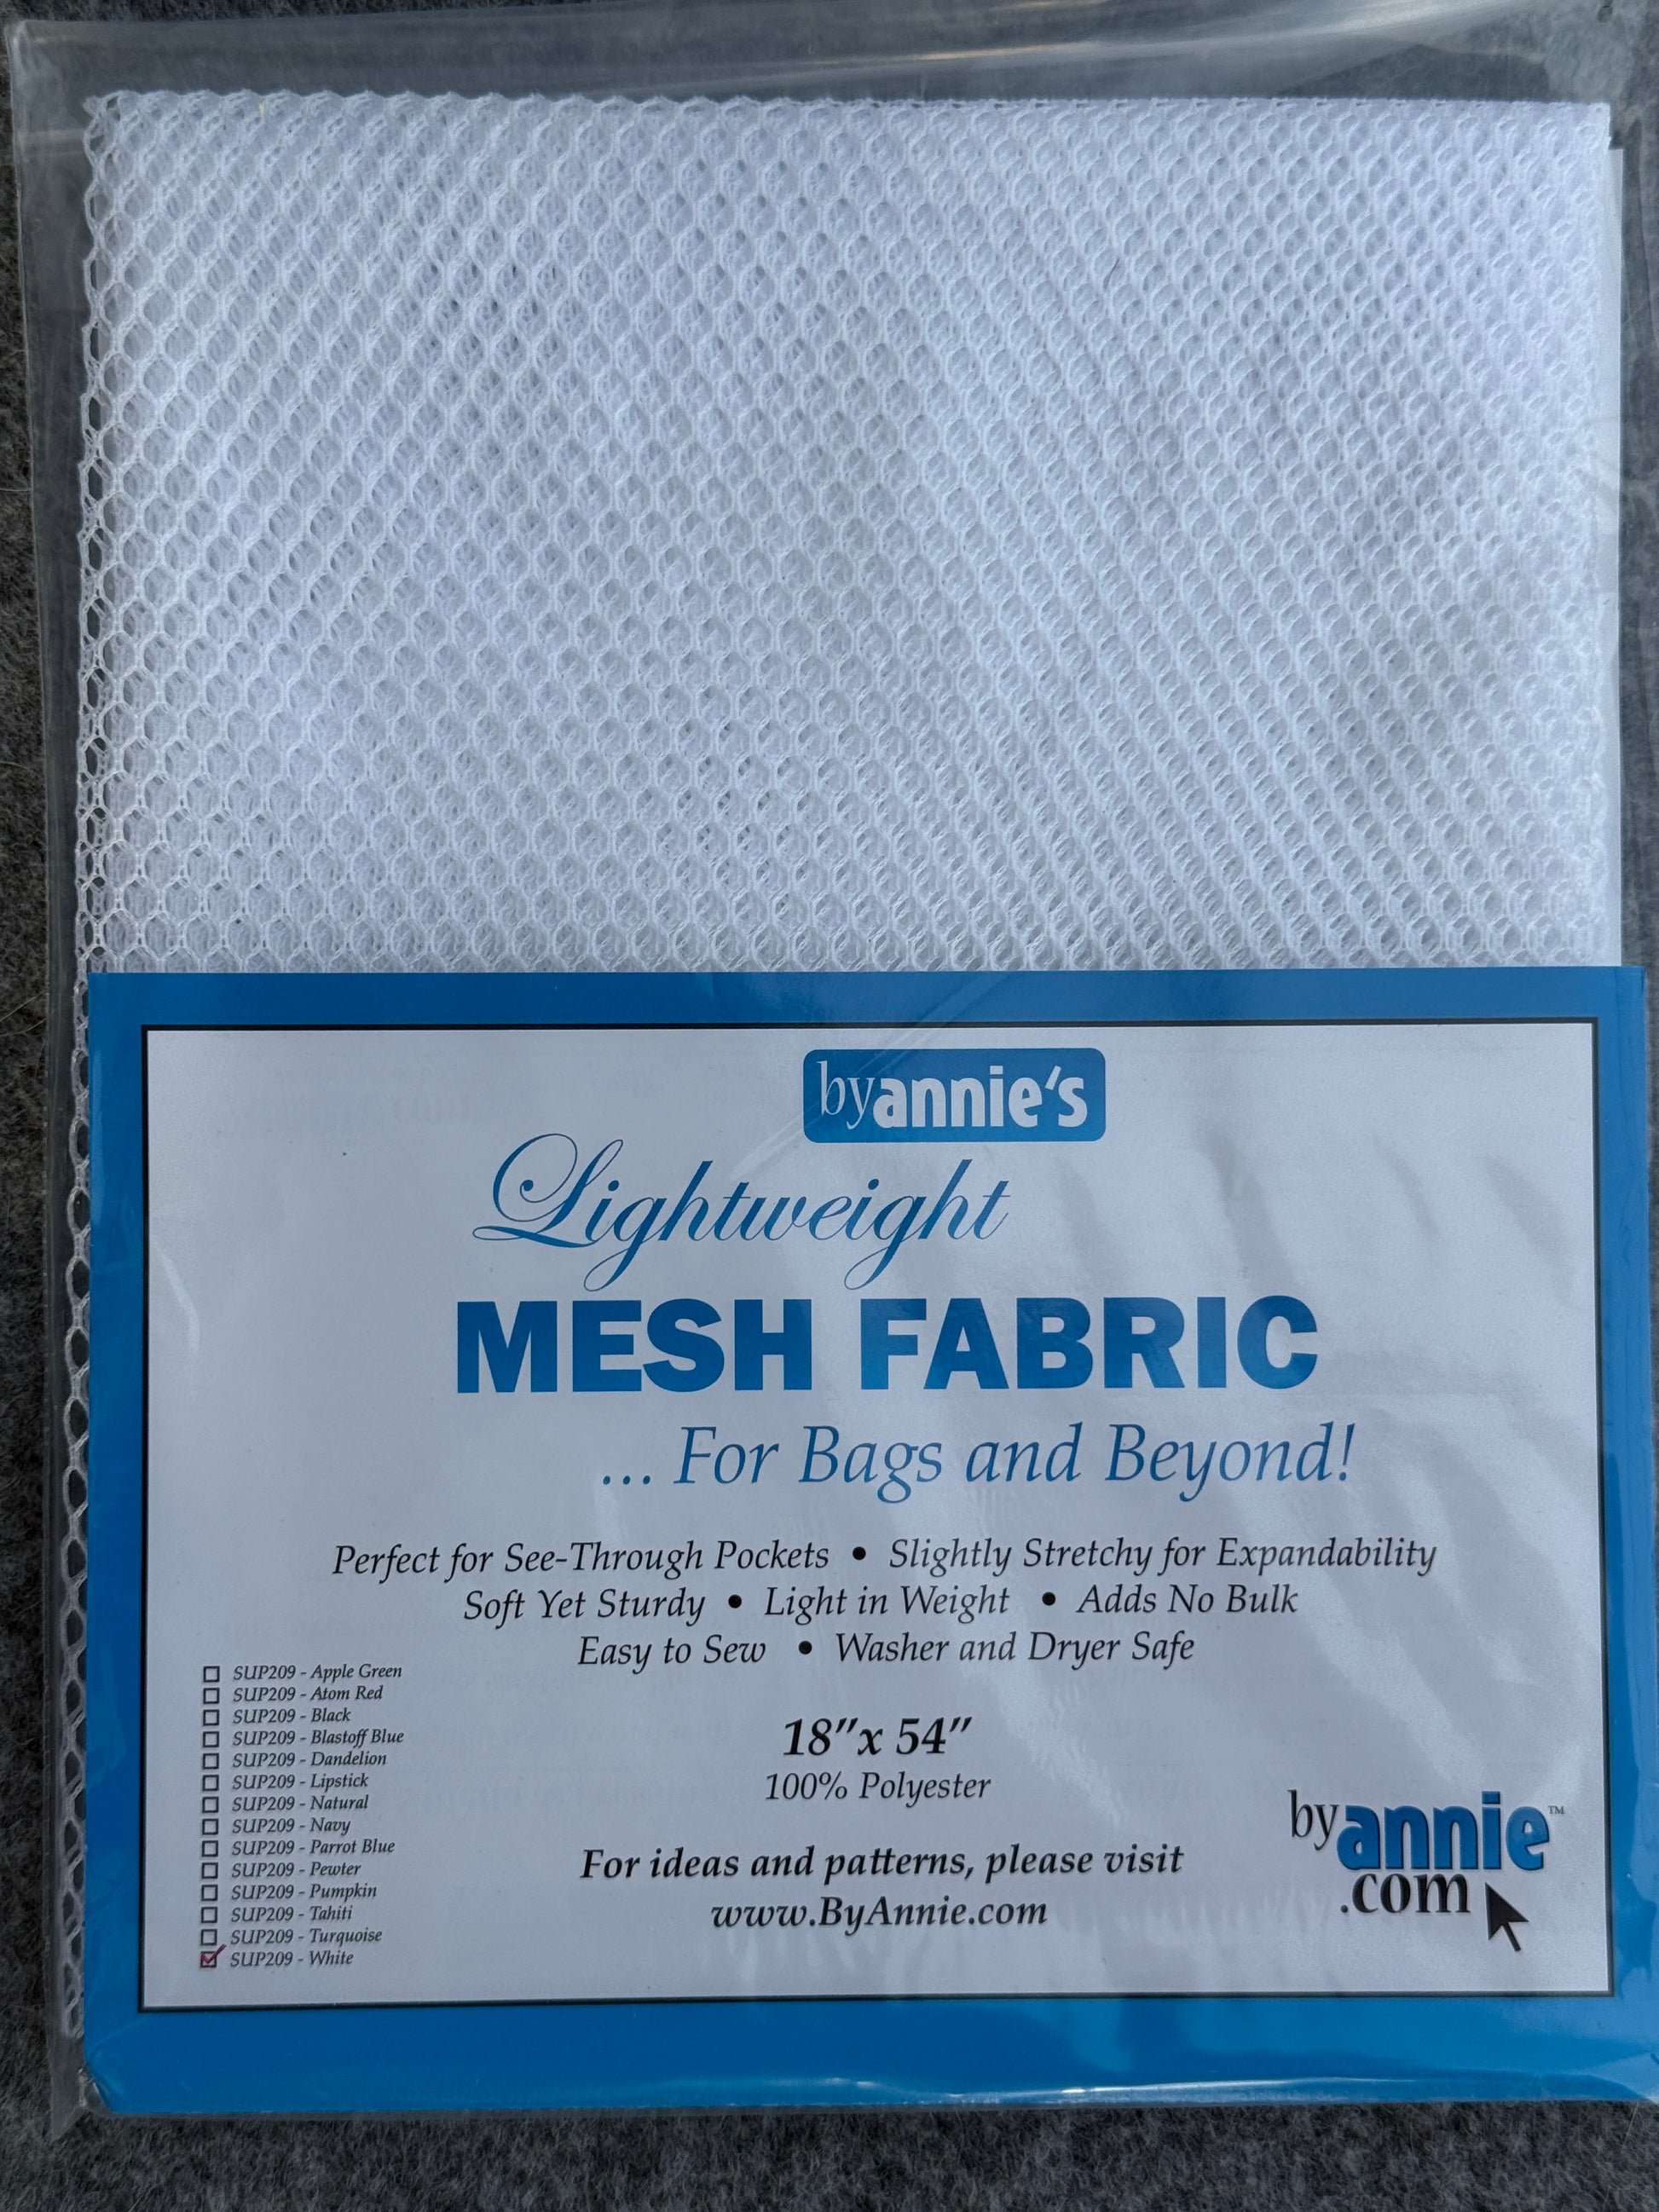 byannie's
Lightweight
MESH FABRIC
... For Bags and Beyond!
Perfect for See-Through Pockets • Slightly Stretchy for Expandability
Soft Yet Sturdy • Light in Weight • Adds No Bulk
Easy to Sew • Washer and Dryer Safe
SUP209 - Apple Green
SUP209 - Atom Red
SUP209 - Black
SUP209 - Blastoff Blue
SUP209 - Dandelion
SUP209 - Lipstick
SUP209 - Natural
SUP209 - Navy
SUP209 - Parrot Blue
SUP209 - Pewter
SUP209 - Pumpkin
SUP209 - Tahiti
SUP209 - Turquoise
SUP209 - White
18"x 54"
100% Polyester
For ideas and patterns, please visit
www.ByAnnie.com
byannie™
.com